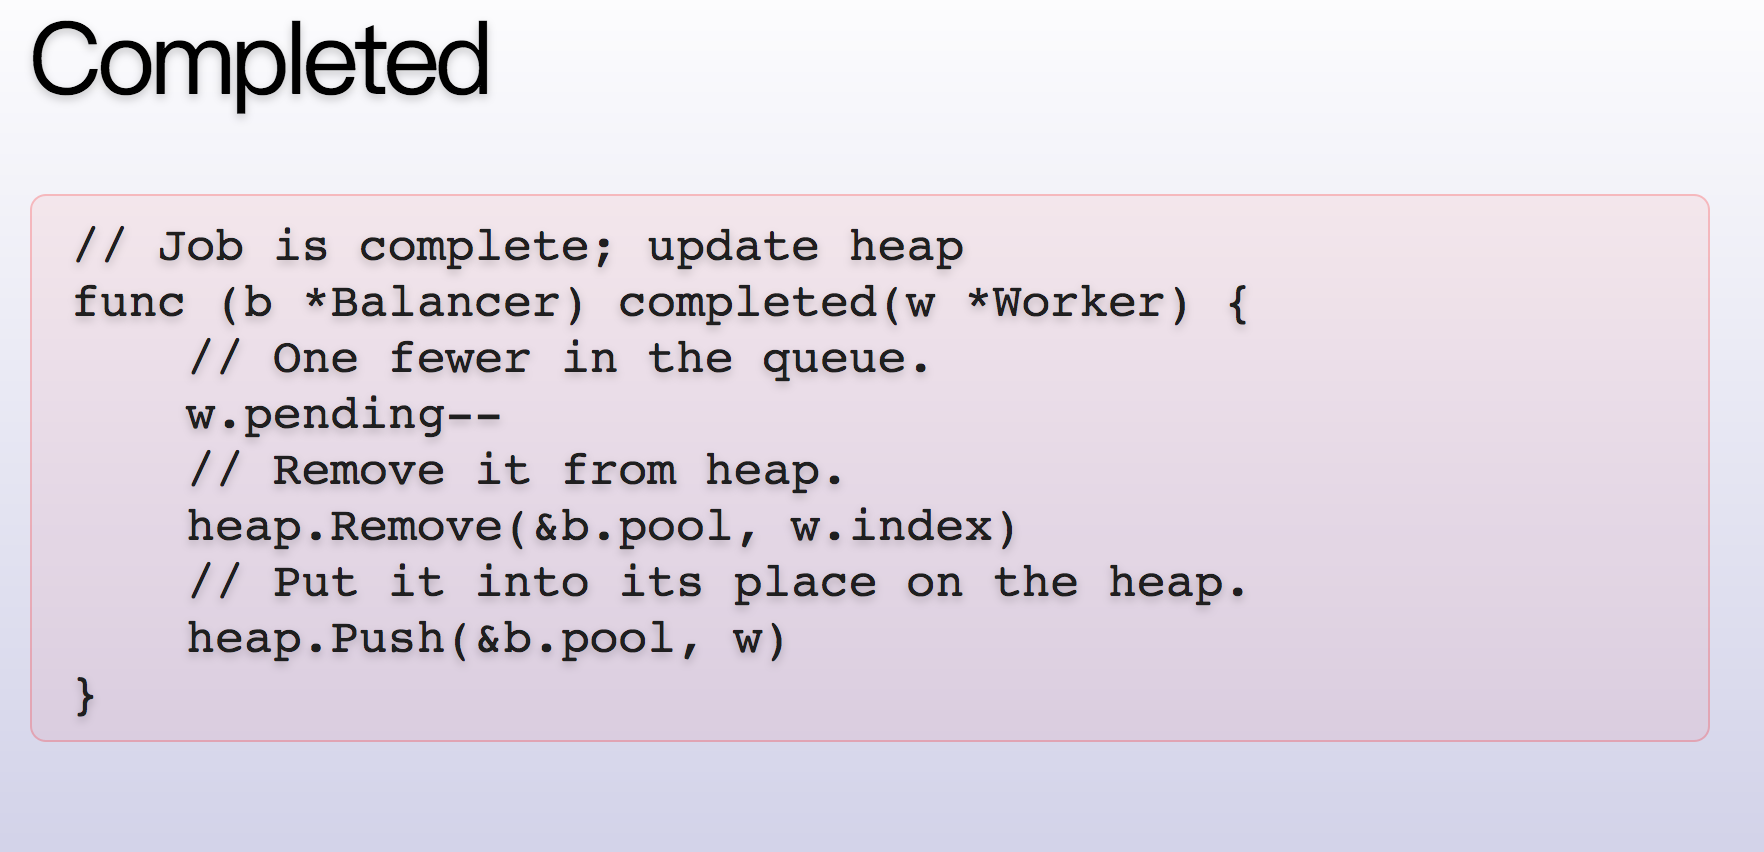 Completed
// Job is complete; update heap
func (b *Balancer) completed(w *Worker) {
    // One fewer in the queue.
    w.pending--
    // Remove it from heap.
    heap.Remove(&b.pool, w.index)
    // Put it into its place on the heap.
    heap.Push(&b.pool, w)
}